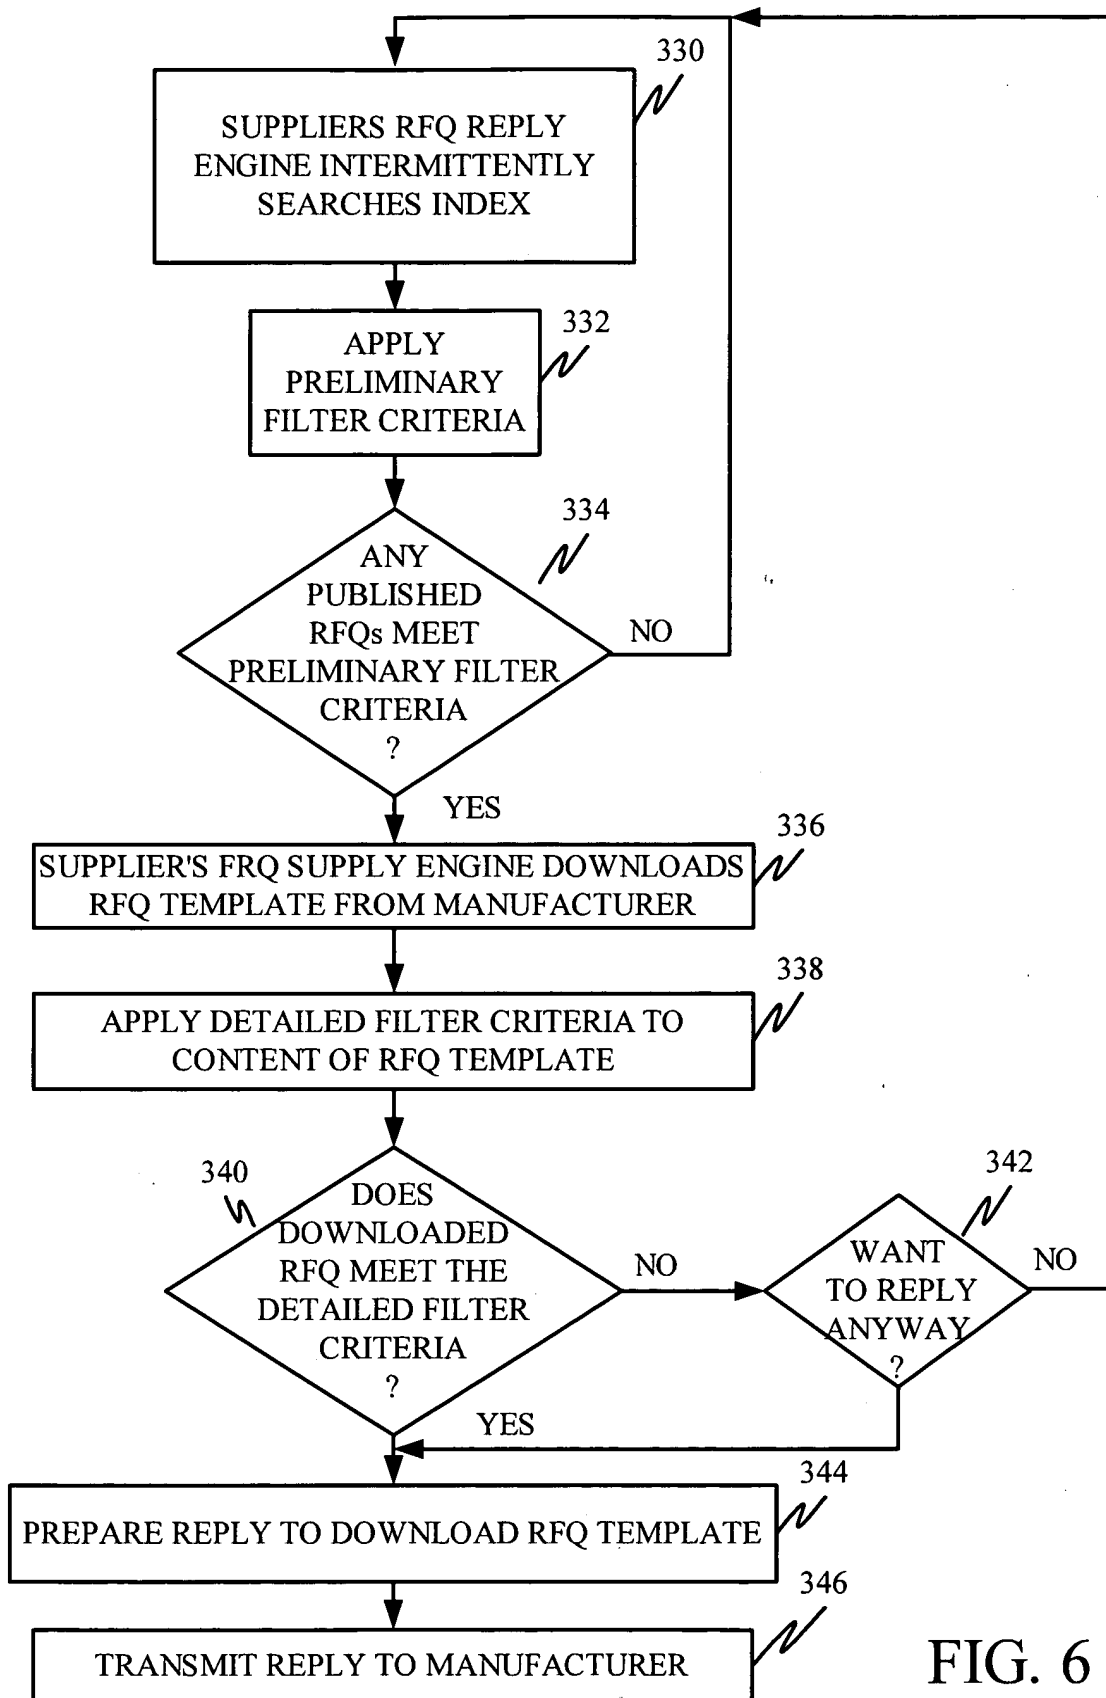 330
SUPPLIERS RFQ REPLY
ENGINE INTERMITTENTLY
SEARCHES INDEX
332
APPLY
PRELIMINARY
FILTER CRITERIA
334
ANY
PUBLISHED
RFQs MEET
PRELIMINARY FILTER
CRITERIA
?
NO
YES
336
SUPPLIER'S FRQ SUPPLY ENGINE DOWNLOADS
RFQ TEMPLATE FROM MANUFACTURER
338
APPLY DETAILED FILTER CRITERIA TO
CONTENT OF RFQ TEMPLATE
340
DOES
DOWNLOADED
RFQ MEET THE
DETAILED FILTER
CRITERIA
?
NO
342
WANT
TO REPLY
ANYWAY
?
NO
YES
344
PREPARE REPLY TO DOWNLOAD RFQ TEMPLATE
346
TRANSMIT REPLY TO MANUFACTURER
FIG. 6